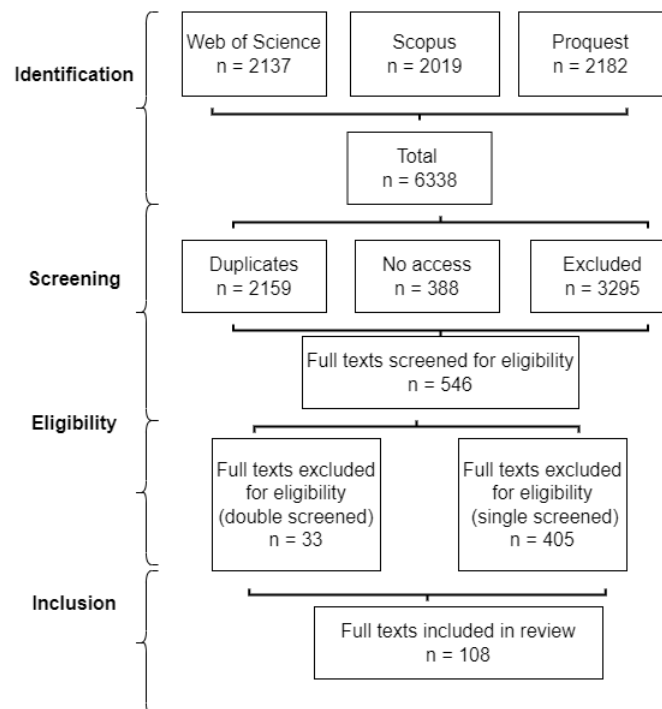 Identification
Web of Science
n = 2137
Scopus
n = 2019
Proquest
n = 2182
Total
n = 6338
Screening
Duplicates
n = 2159
No access
n = 388
Excluded
n = 3295
Full texts screened for eligibility
n = 546
Eligibility
Full texts excluded
for eligibility
(double screened)
n = 33
Full texts excluded
for eligibility
(single screened)
n = 405
Inclusion
Full texts included in review
n = 108